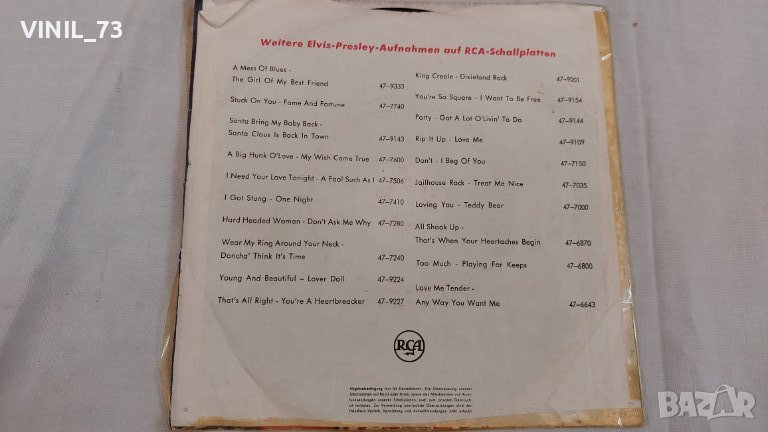 VINIL_73
Weitere Elvis-Presley-Aufnahmen auf RCA-Schallplatten
A Mess Of Blues -
The Girl Of My Best Friend 47-9333
Stuck On You - Fame And Fortune 47-7740
Santa Bring My Baby Back -
Santa Claus Is Back In Town 47-9143
A Big Hunk O'Love - My Wish Came True 47-7600
I Need Your Love Tonight - A Fool Such As I 47-7506
I Got Stung - One Night 47-7410
Hard Headed Woman - Don't Ask Me Why 47-7280
Wear My Ring Around Your Neck -
Doncha' Think It's Time 47-7240
Young And Beautiful - Lover Doll 47-9224
That's All Right - You're A Heartbreacker 47-9227
King Creole - Dixieland Rock 47-9201
You're So Square - I Want To Be Free 47-9154
Party - Got A Lot O'Livin' To Do 47-9144
Rip It Up - Love Me 47-9109
Don't - I Beg Of You 47-7150
Jailhouse Rock - Treat Me Nice 47-7035
Loving You - Teddy Bear 47-7000
All Shook Up -
That's When Your Heartaches Begin 47-6870
Too Much - Playing For Keeps 47-6800
Love Me Tender -
Any Way You Want Me 47-6643
RCA
BAZAR